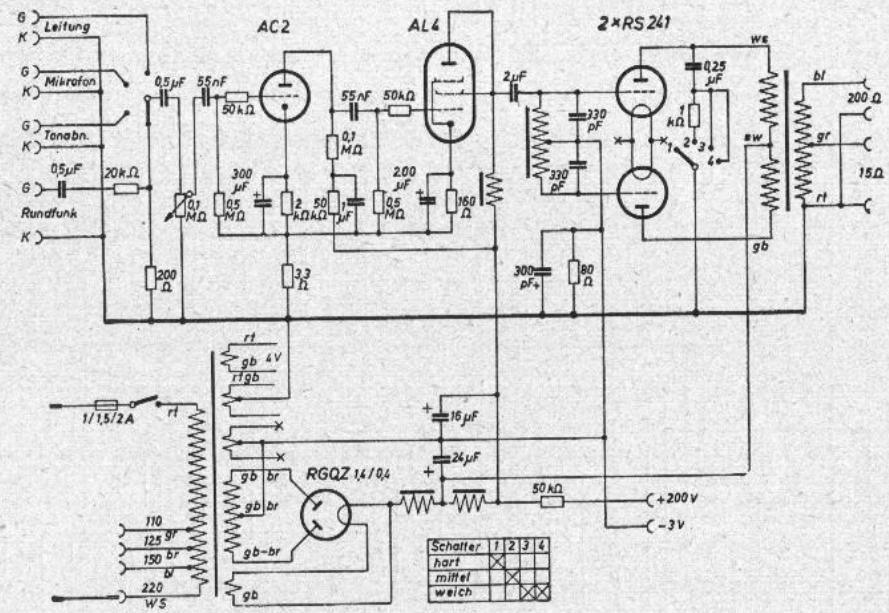 AC2
AL4
2×RS241
G
Leitung
K
G
Mikrofon
K
G
Tonabn.
K
G
Rundfunk
K
0,5µF
20kΩ
0,5µF
55nF
50kΩ
0,1
MΩ
200
Ω
0,5
MΩ
300
µF
2
kΩ
3,3
Ω
55nF
50kΩ
0,1
MΩ
50
kΩ
1
µF
0,5
MΩ
200
µF
160
Ω
2µF
330
pF
330
pF
300
pF+
80
Ω
ws
0,25
µF
1
kΩ
1
2
3
4
sw
gb
bl
gr
rt
200Ω
15Ω
rt
gb
4V
rt gb
1/1,5/2A
rt
16µF
24µF
RGQZ 1,4/0,4
gb-br
gb-br
gb-br
gb
110
gr
125
br
150
bl
220
WS
50kΩ
+200V
-3V
Schalter 1 2 3 4
hart
mittel
weich